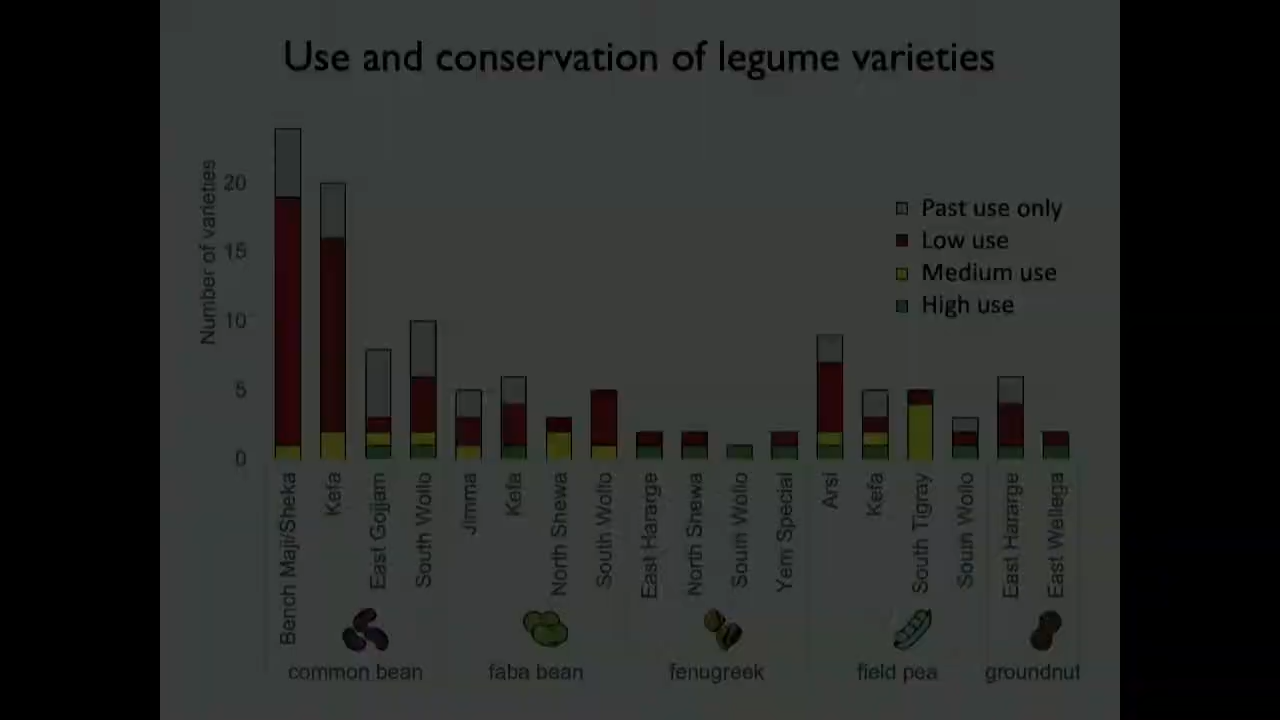 Use and conservation of legume varieties
Number of varieties
20
15
10
5
0
Past use only
Low use
Medium use
High use
Bench Maji/Sheka
Kefa
East Gojjam
South Wollo
Jimma
Kefa
North Shewa
South Wollo
East Hararge
North Shewa
South Wollo
Yem Special
Arsi
Kefa
South Tigray
South Wollo
East Hararge
East Wellega
common bean
faba bean
fenugreek
field pea
groundnut